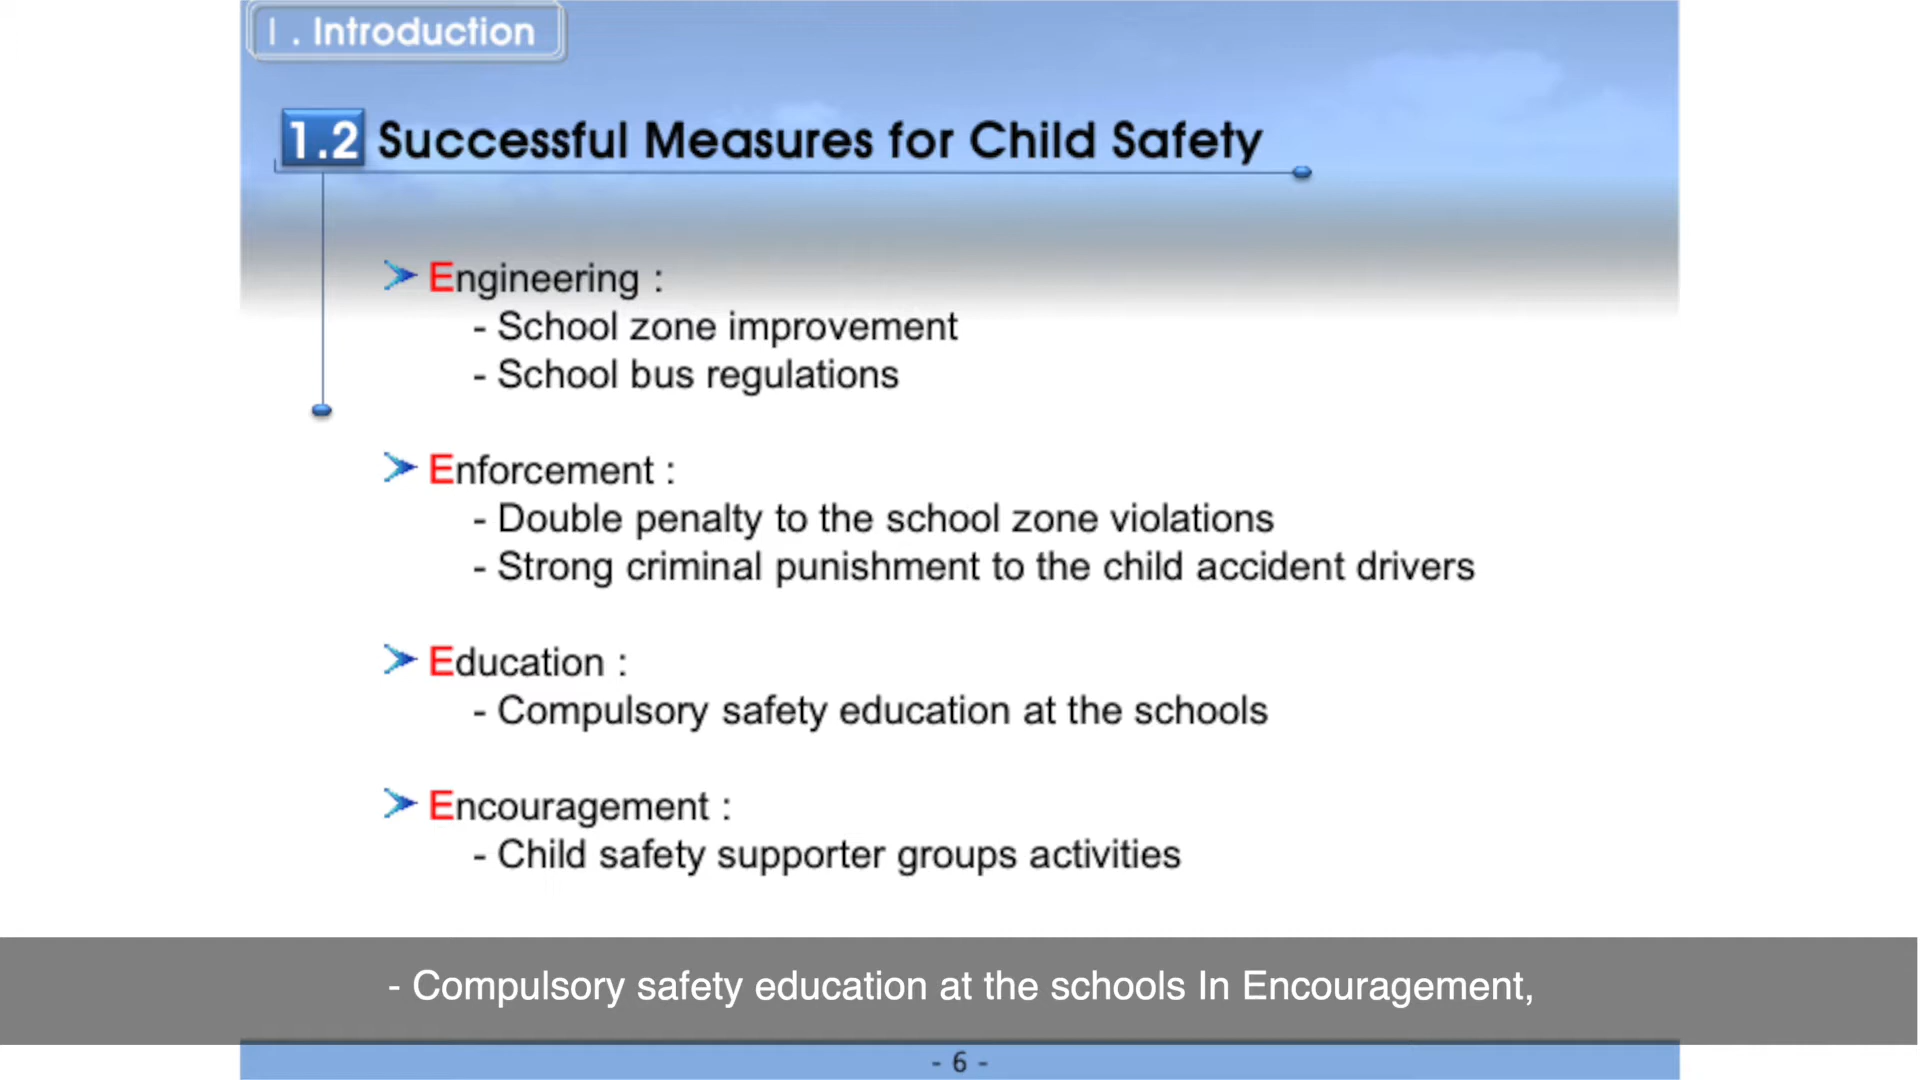 I . Introduction
1.2 Successful Measures for Child Safety
Engineering :
- School zone improvement
- School bus regulations
Enforcement :
- Double penalty to the school zone violations
- Strong criminal punishment to the child accident drivers
Education :
- Compulsory safety education at the schools
Encouragement :
- Child safety supporter groups activities
- Compulsory safety education at the schools In Encouragement,
- 6 -